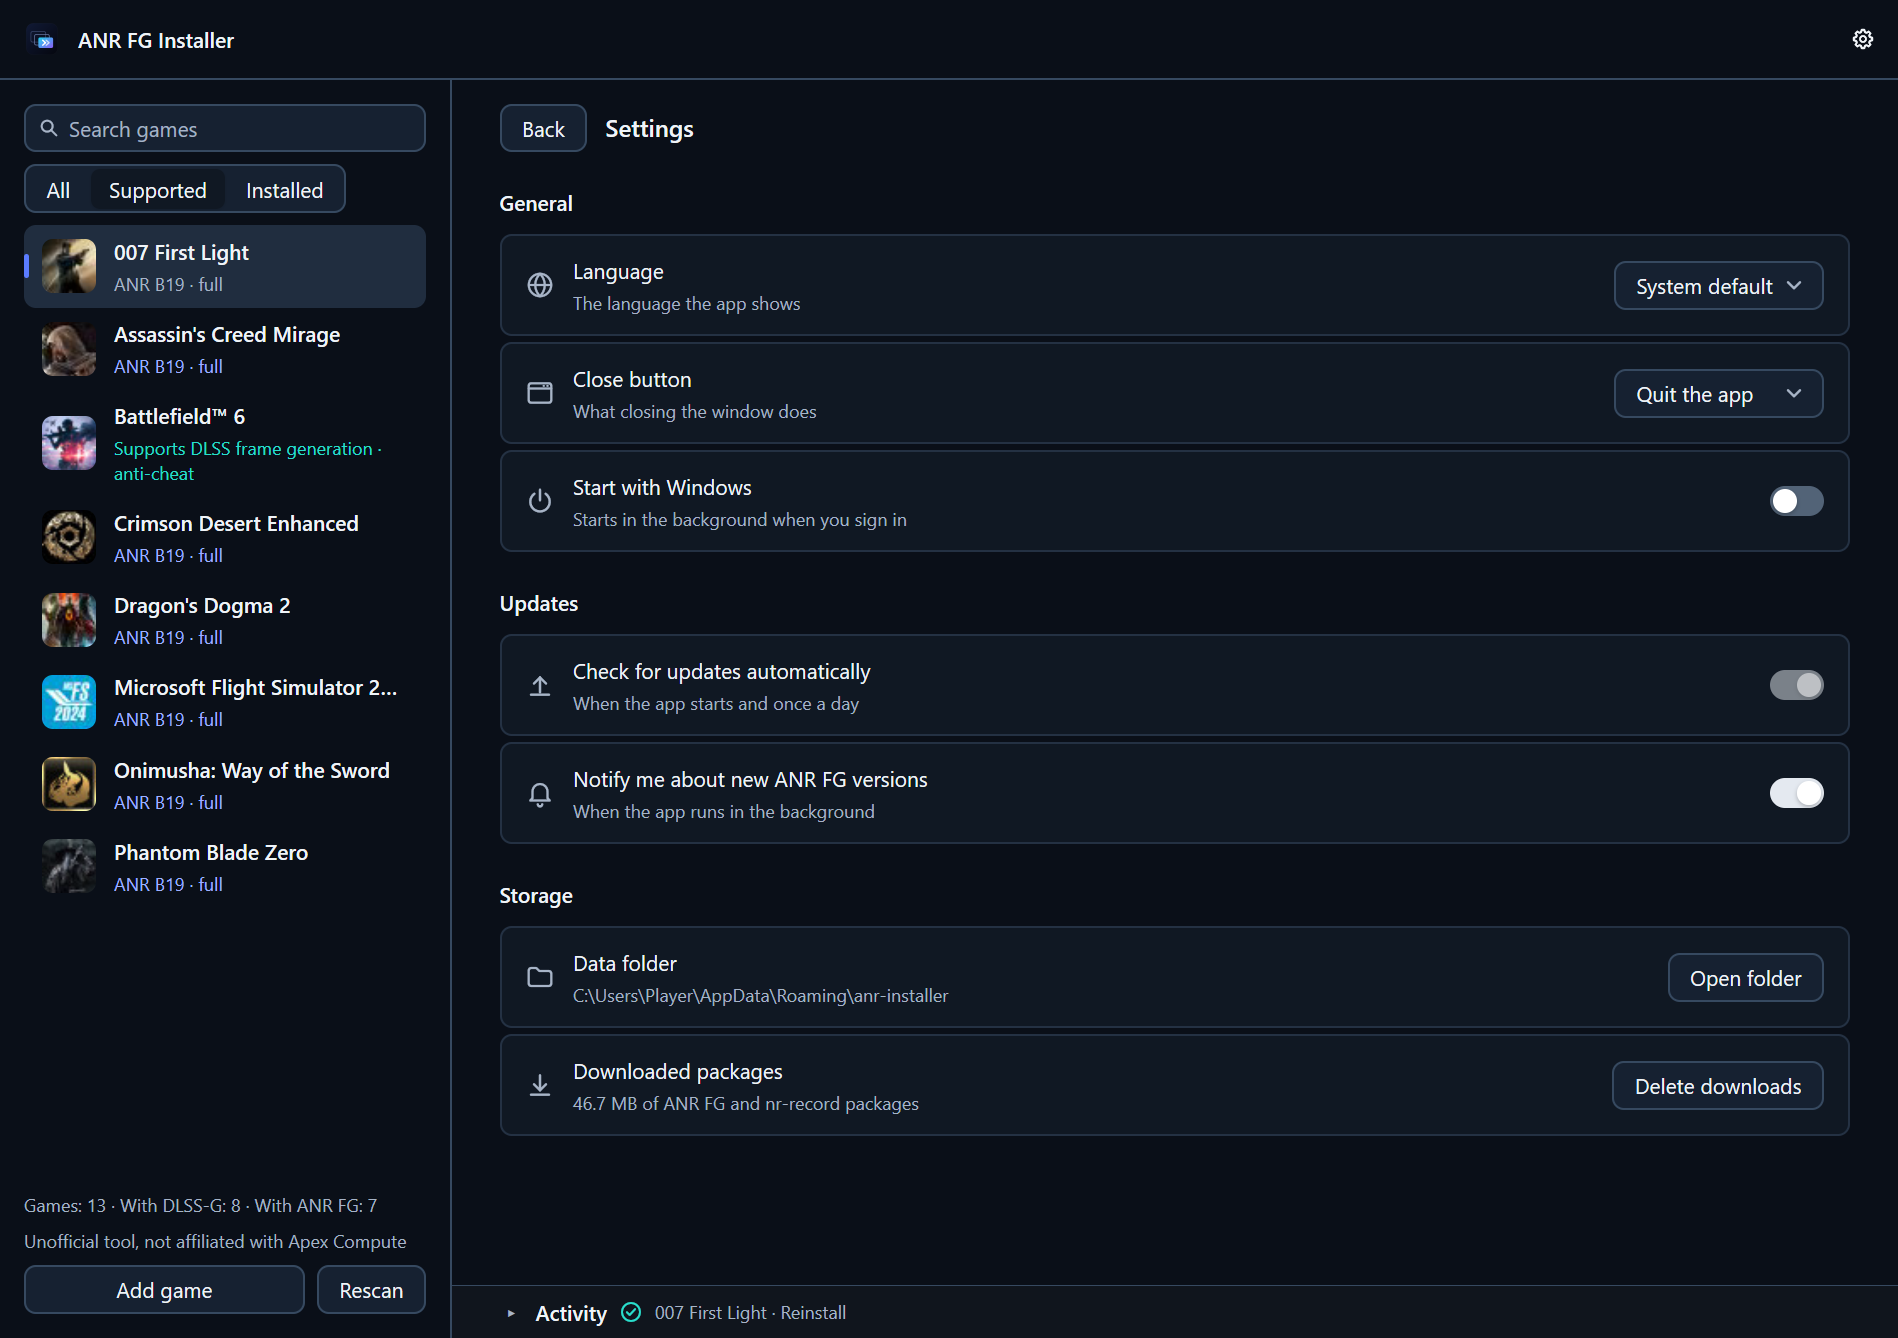 ANR FG Installer
Search games
All
Supported
Installed
007 First Light
ANR B19 · full
Assassin's Creed Mirage
ANR B19 · full
Battlefield™ 6
Supports DLSS frame generation ·
anti-cheat
Crimson Desert Enhanced
ANR B19 · full
Dragon's Dogma 2
ANR B19 · full
FS
2024
Microsoft Flight Simulator 2...
ANR B19 · full
Onimusha: Way of the Sword
ANR B19 · full
Phantom Blade Zero
ANR B19 · full
Games: 13 · With DLSS-G: 8 · With ANR FG: 7
Unofficial tool, not affiliated with Apex Compute
Add game
Rescan
Back
Settings
General
Language
The language the app shows
System default
Close button
What closing the window does
Quit the app
Start with Windows
Starts in the background when you sign in
Updates
Check for updates automatically
When the app starts and once a day
Notify me about new ANR FG versions
When the app runs in the background
Storage
Data folder
C:\Users\Player\AppData\Roaming\anr-installer
Open folder
Downloaded packages
46.7 MB of ANR FG and nr-record packages
Delete downloads
Activity
007 First Light · Reinstall